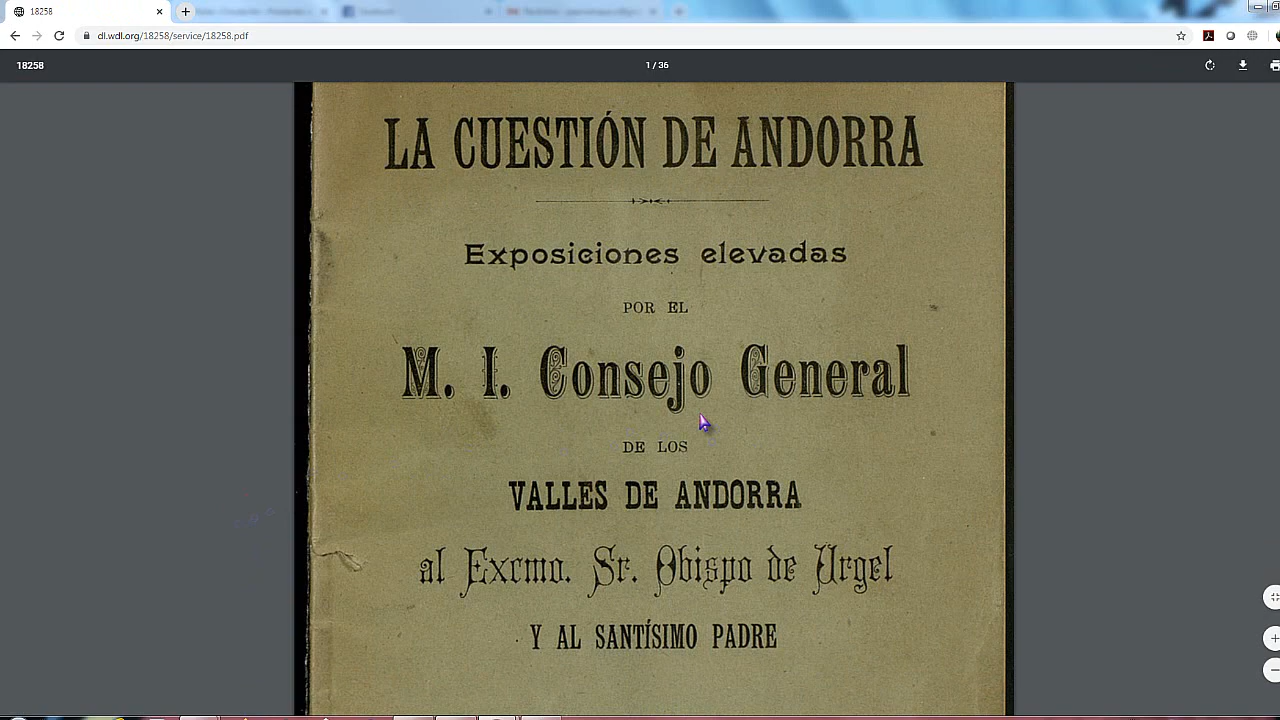 18258
dl.wdl.org/18258/service/18258.pdf
18258
1 / 36
LA CUESTIÓN DE ANDORRA
Exposiciones elevadas
POR EL
M. I. Consejo General
DE LOS
VALLES DE ANDORRA
al Excmo. Sr. Obispo de Urgel
Y AL SANTÍSIMO PADRE